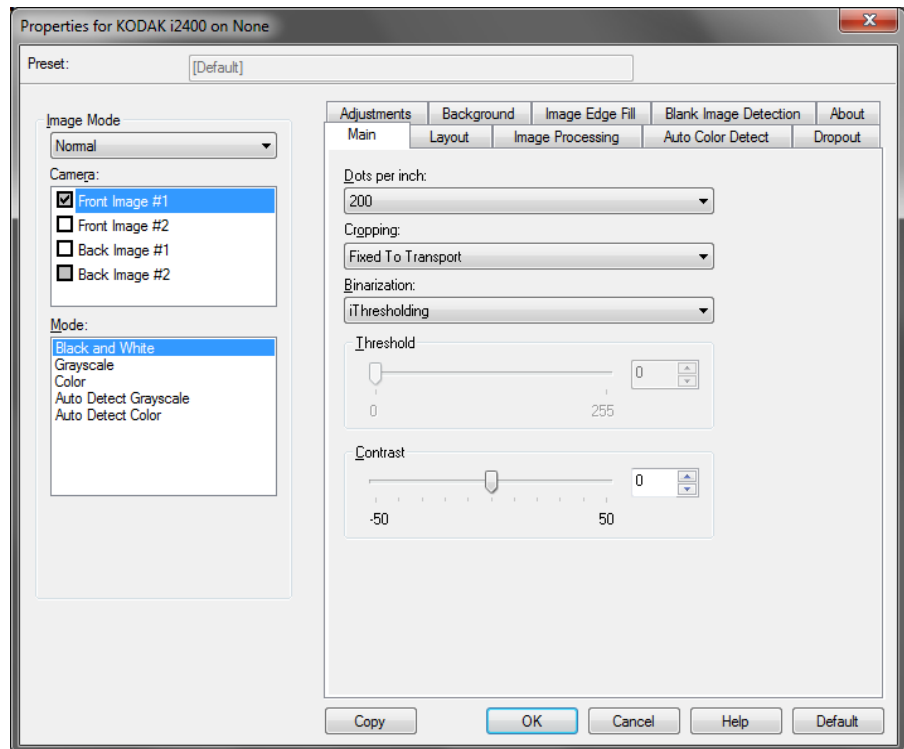 Properties for KODAK i2400 on None
Preset:
[Default]
Image Mode
Normal
Camera:
Front Image #1
Front Image #2
Back Image #1
Back Image #2
Mode:
Black and White
Grayscale
Color
Auto Detect Grayscale
Auto Detect Color
Adjustments Background Image Edge Fill Blank Image Detection About
Main Layout Image Processing Auto Color Detect Dropout
Dots per inch:
200
Cropping:
Fixed To Transport
Binarization:
iThresholding
Threshold
0
0 255
Contrast
0
-50 50
Copy OK Cancel Help Default